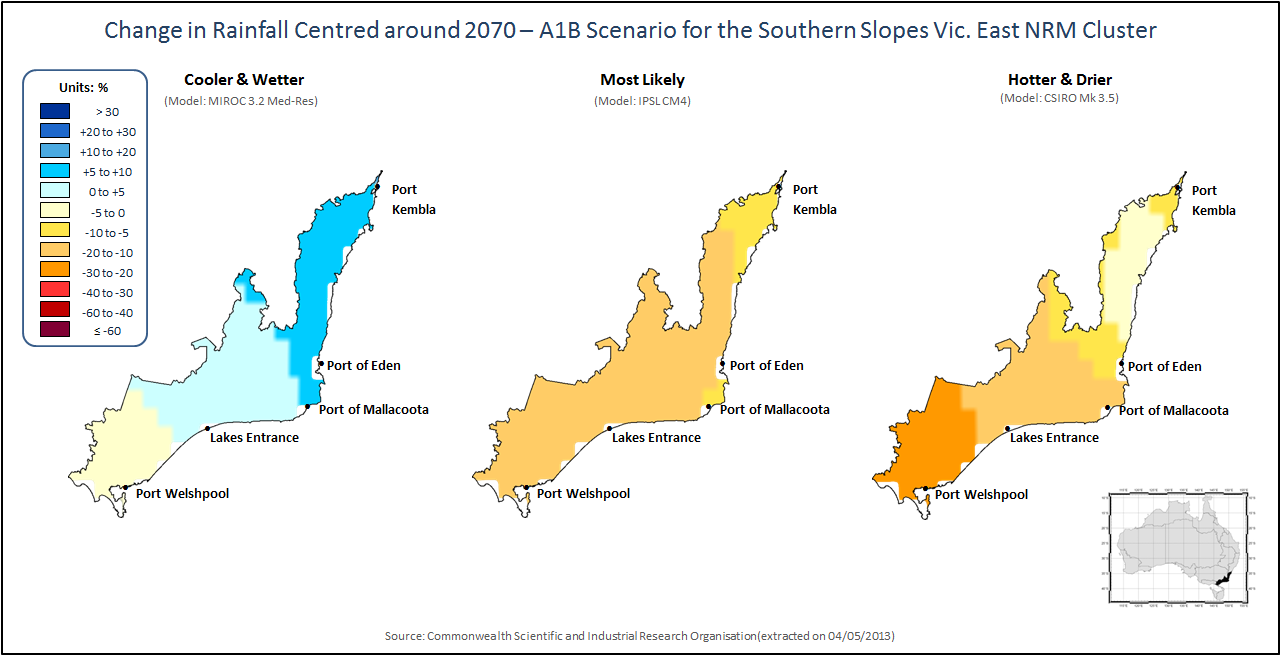 Change in Rainfall Centred around 2070 – A1B Scenario for the Southern Slopes Vic. East NRM Cluster
Units: %
> 30
+20 to +30
+10 to +20
+5 to +10
0 to +5
-5 to 0
-10 to -5
-20 to -10
-30 to -20
-40 to -30
-60 to -40
≤ -60
Cooler & Wetter
(Model: MIROC 3.2 Med-Res)
Port
Kembla
Port of Eden
Port of Mallacoota
Lakes Entrance
Port Welshpool
Most Likely
(Model: IPSL CM4)
Port
Kembla
Port of Eden
Port of Mallacoota
Lakes Entrance
Port Welshpool
Hotter & Drier
(Model: CSIRO Mk 3.5)
Port
Kembla
Port of Eden
Port of Mallacoota
Lakes Entrance
Port Welshpool
Source: Commonwealth Scientific and Industrial Research Organisation(extracted on 04/05/2013)